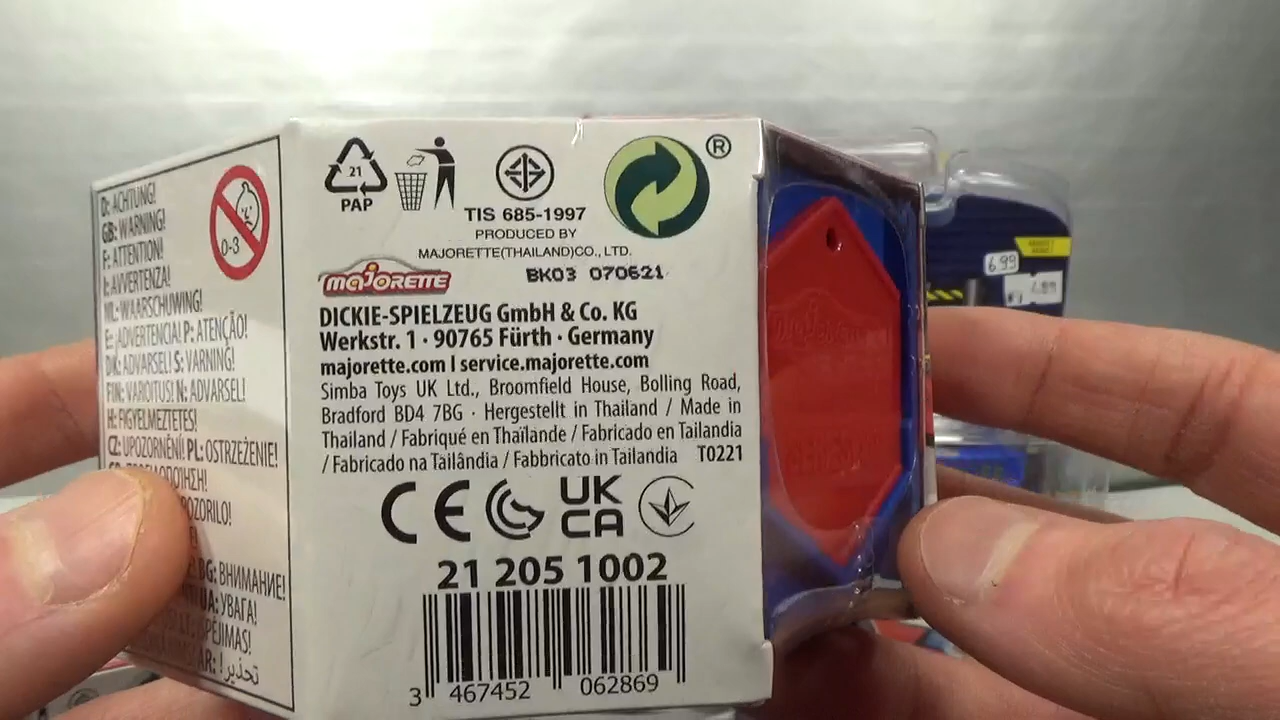 D: ACHTUNG!
GB: WARNING!
F: ATTENTION!
I: AVVERTENZA!
NL: WAARSCHUWING!
E: ¡ADVERTENCIA! P: ATENÇÃO!
DK: ADVARSEL! S: VARNING!
FIN: VAROITUS! N: ADVARSEL!
H: FIGYELMEZTETÉS!
CZ: UPOZORNĚNÍ! PL: OSTRZEŻENIE!
BG: ВНИМАНИЕ!
UA: УВАГА!
AR: تحذير!
0-3
21
PAP
®
TIS 685-1997
PRODUCED BY
MAJORETTE(THAILAND)CO., LTD.
majorette
BK03 070621
DICKIE-SPIELZEUG GmbH & Co. KG
Werkstr. 1 · 90765 Fürth · Germany
majorette.com | service.majorette.com
Simba Toys UK Ltd., Broomfield House, Bolling Road,
Bradford BD4 7BG · Hergestellt in Thailand / Made in
Thailand / Fabriqué en Thaïlande / Fabricado en Tailandia
/ Fabricado na Tailândia / Fabbricato in Tailandia T0221
CE
UK
CA
21 205 1002
3 467452 062869
6.99